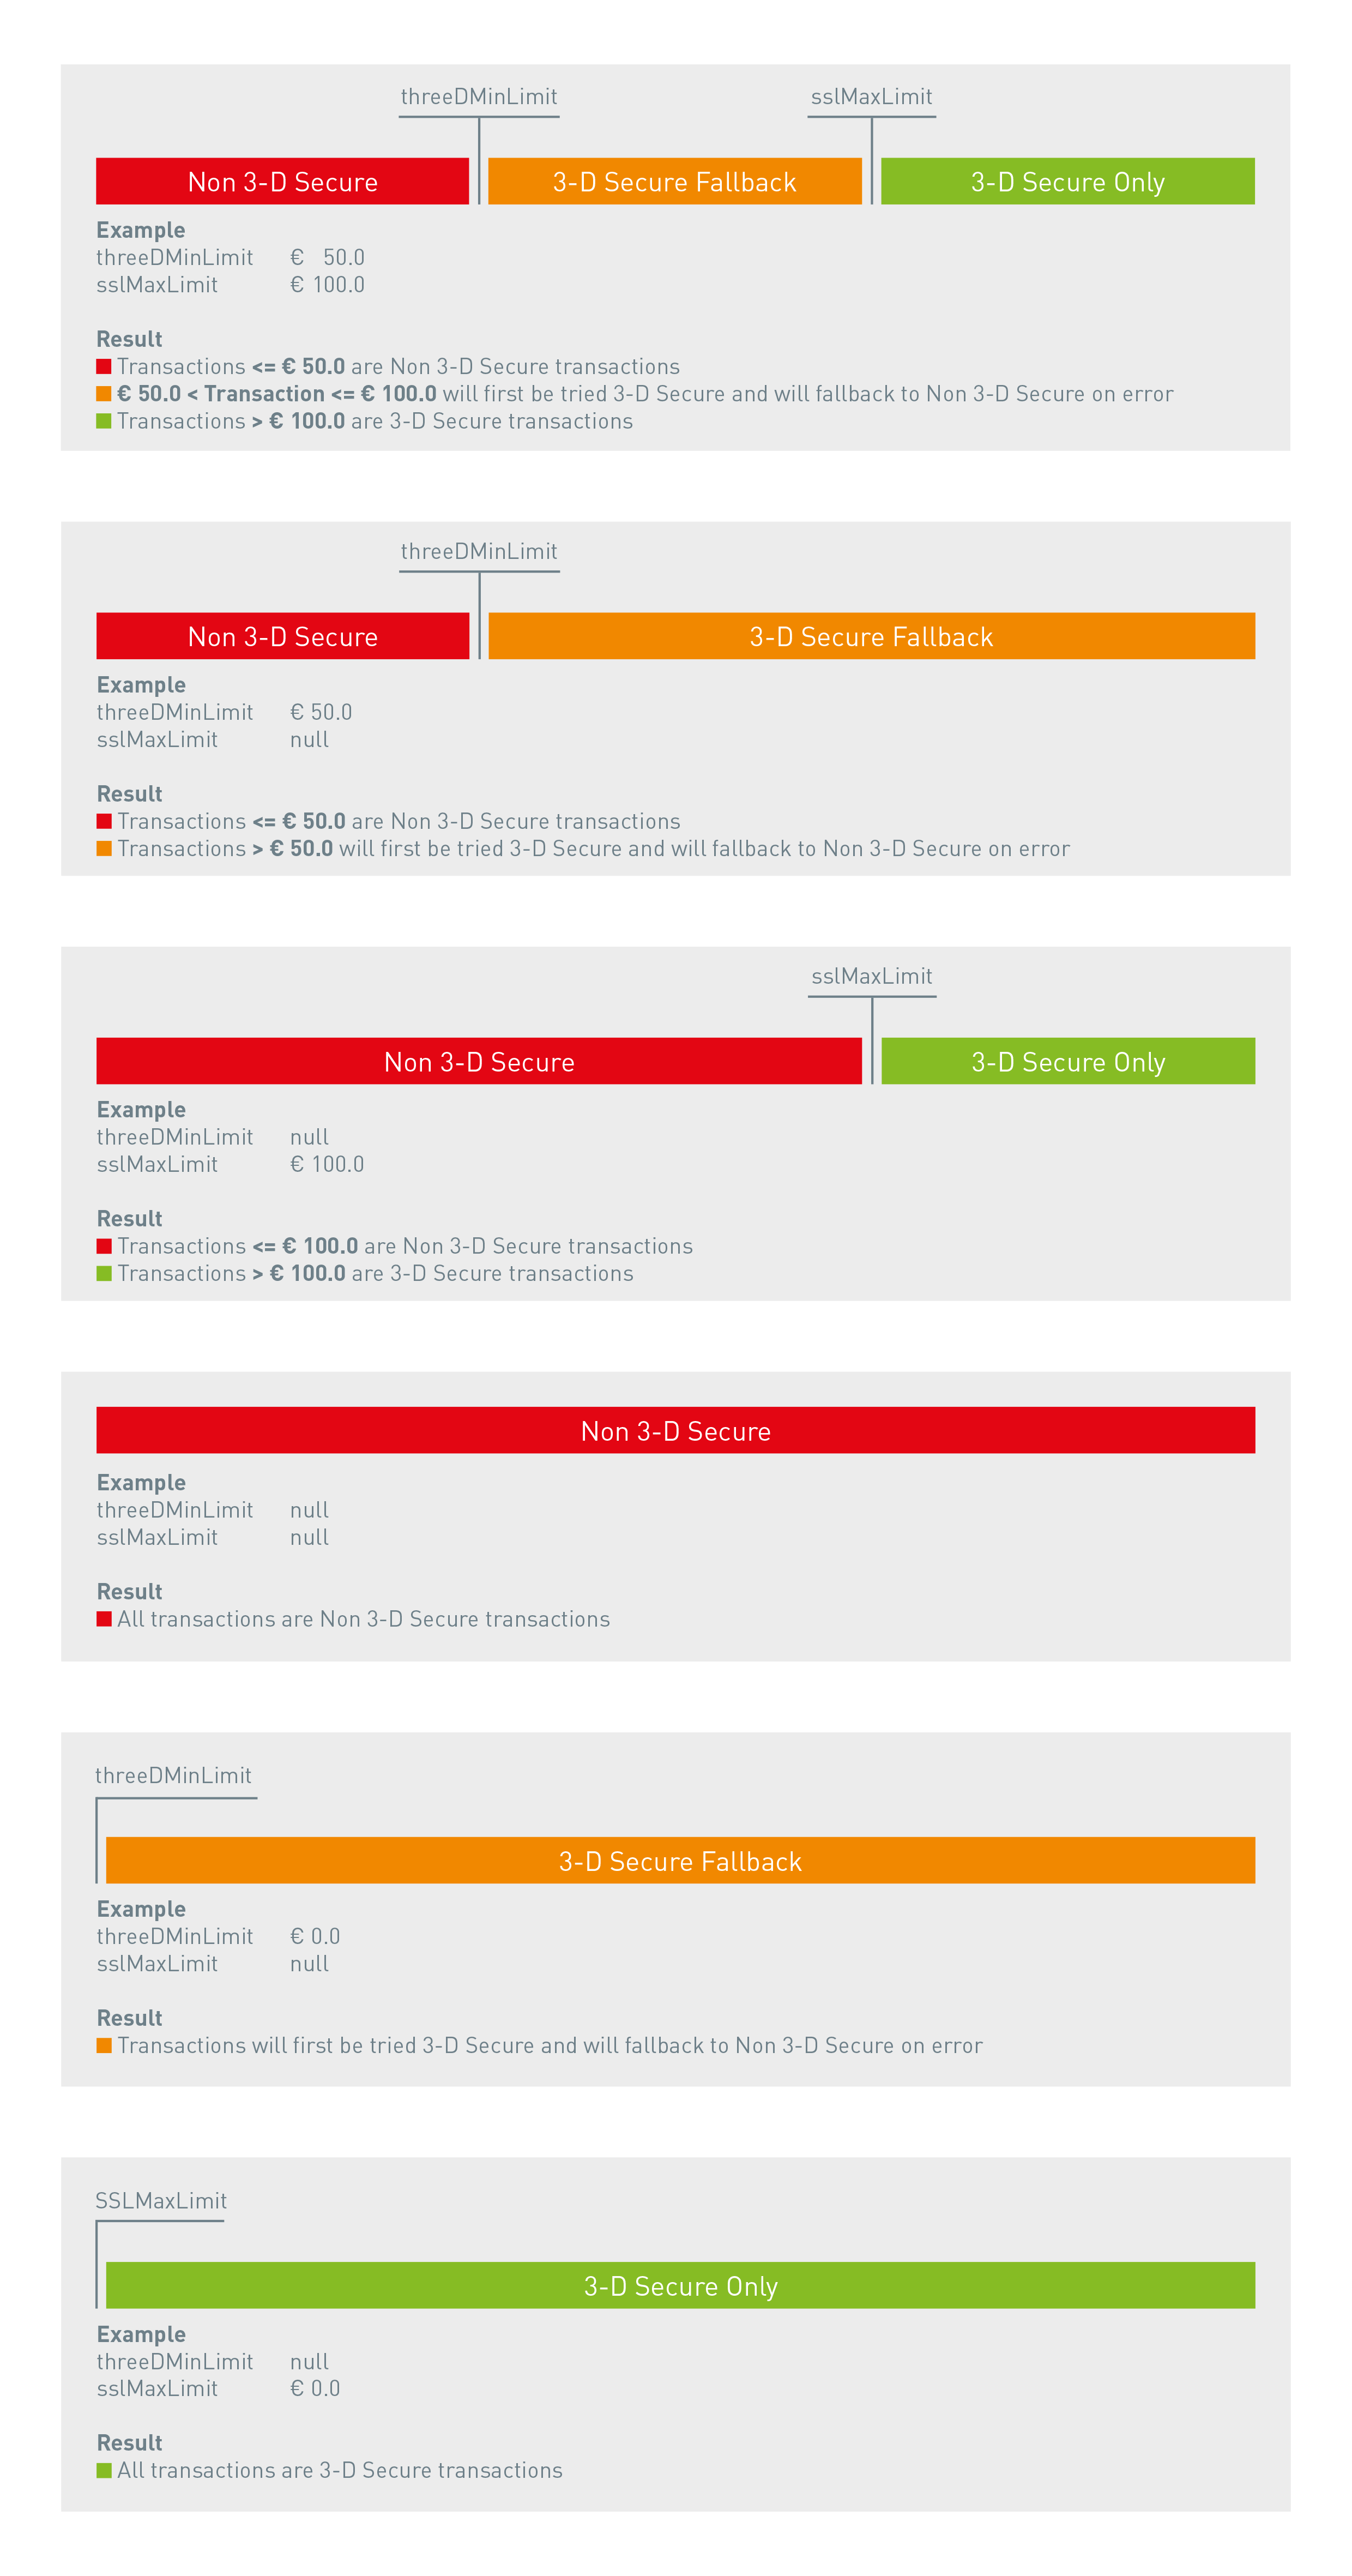 threeDMinLimit sslMaxLimit
Non 3-D Secure 3-D Secure Fallback 3-D Secure Only
Example
threeDMinLimit € 50.0
sslMaxLimit € 100.0
Result
Transactions <= € 50.0 are Non 3-D Secure transactions
€ 50.0 < Transaction <= € 100.0 will first be tried 3-D Secure and will fallback to Non 3-D Secure on error
Transactions > € 100.0 are 3-D Secure transactions
threeDMinLimit
Non 3-D Secure 3-D Secure Fallback
Example
threeDMinLimit € 50.0
sslMaxLimit null
Result
Transactions <= € 50.0 are Non 3-D Secure transactions
Transactions > € 50.0 will first be tried 3-D Secure and will fallback to Non 3-D Secure on error
sslMaxLimit
Non 3-D Secure 3-D Secure Only
Example
threeDMinLimit null
sslMaxLimit € 100.0
Result
Transactions <= € 100.0 are Non 3-D Secure transactions
Transactions > € 100.0 are 3-D Secure transactions
Non 3-D Secure
Example
threeDMinLimit null
sslMaxLimit null
Result
All transactions are Non 3-D Secure transactions
threeDMinLimit
3-D Secure Fallback
Example
threeDMinLimit € 0.0
sslMaxLimit null
Result
Transactions will first be tried 3-D Secure and will fallback to Non 3-D Secure on error
SSLMaxLimit
3-D Secure Only
Example
threeDMinLimit null
sslMaxLimit € 0.0
Result
All transactions are 3-D Secure transactions